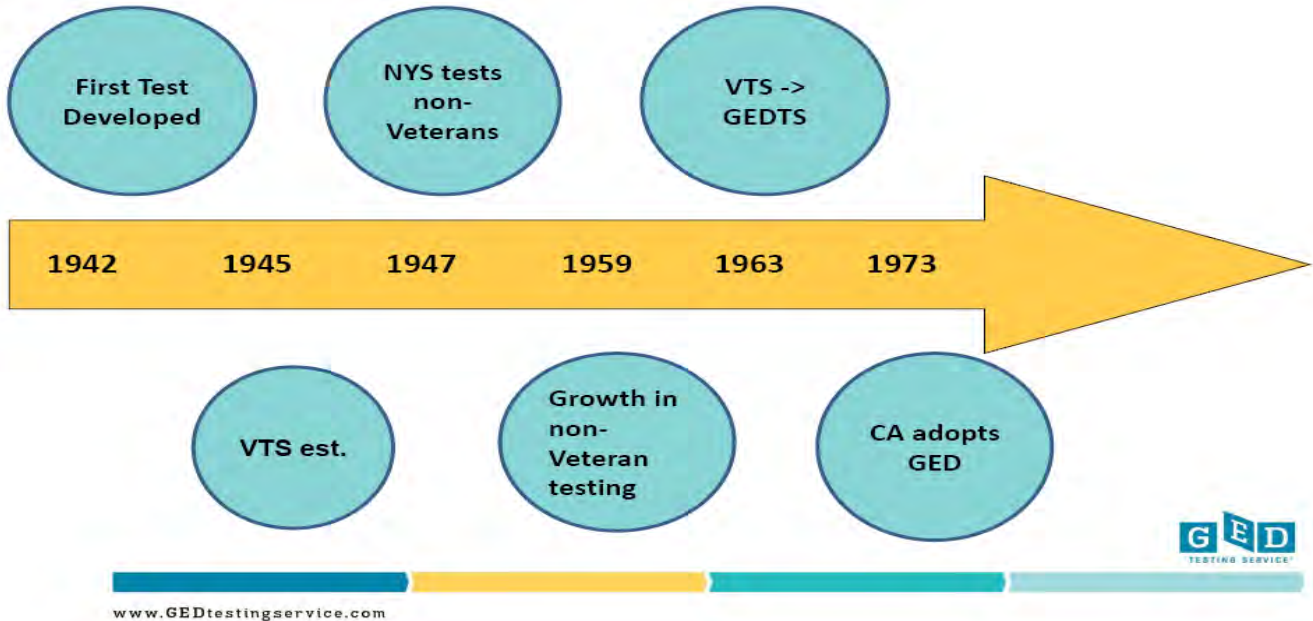 First Test
Developed
NYS tests
non-
Veterans
VTS ->
GEDTS
1942 1945 1947 1959 1963 1973
VTS est.
Growth in
non-
Veteran
testing
CA adopts
GED
GED
TESTING SERVICE
www.GEDtestingservice.com